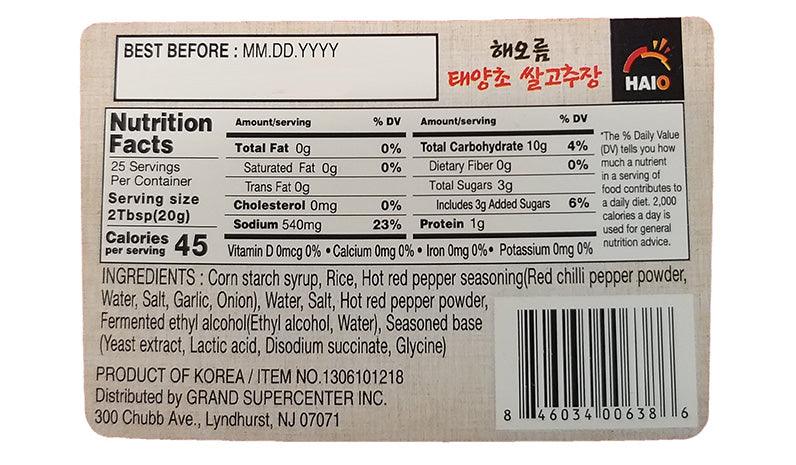 BEST BEFORE : MM.DD.YYYY
해오름
태양초 쌀고추장
HAIO
Nutrition
Facts
25 Servings
Per Container
Serving size
2Tbsp(20g)
Calories
per serving 45
Amount/serving % DV
Total Fat 0g 0%
Saturated Fat 0g 0%
Trans Fat 0g
Cholesterol 0mg 0%
Sodium 540mg 23%
Amount/serving % DV
Total Carbohydrate 10g 4%
Dietary Fiber 0g 0%
Total Sugars 3g
Includes 3g Added Sugars 6%
Protein 1g
Vitamin D 0mcg 0% • Calcium 0mg 0% • Iron 0mg 0% • Potassium 0mg 0%
*The % Daily Value
(DV) tells you how
much a nutrient
in a serving of
food contributes to
a daily diet. 2,000
calories a day is
used for general
nutrition advice.
INGREDIENTS : Corn starch syrup, Rice, Hot red pepper seasoning(Red chilli pepper powder,
Water, Salt, Garlic, Onion), Water, Salt, Hot red pepper powder,
Fermented ethyl alcohol(Ethyl alcohol, Water), Seasoned base
(Yeast extract, Lactic acid, Disodium succinate, Glycine)
PRODUCT OF KOREA / ITEM NO.1306101218
Distributed by GRAND SUPERCENTER INC.
300 Chubb Ave., Lyndhurst, NJ 07071
8 46034 00638 6